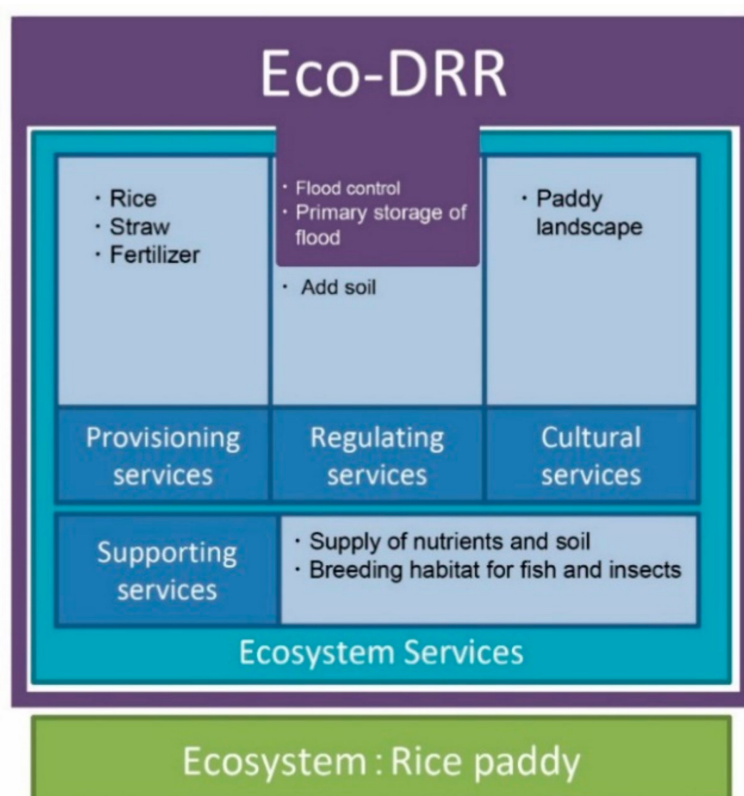 Eco-DRR
・Rice
・Straw
・Fertilizer
・Flood control
・Primary storage of
flood
・Add soil
・Paddy
landscape
Provisioning
services
Regulating
services
Cultural
services
Supporting
services
・Supply of nutrients and soil
・Breeding habitat for fish and insects
Ecosystem Services
Ecosystem : Rice paddy